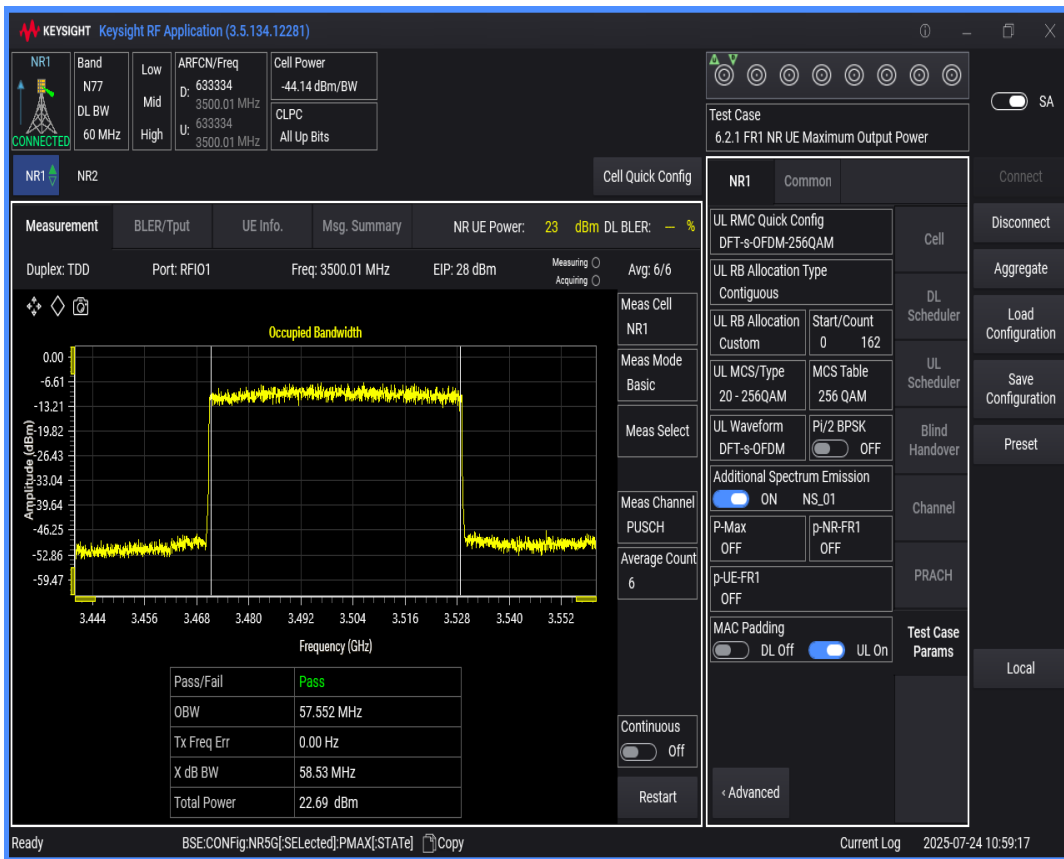 KEYSIGHT Keysight RF Application (3.5.134.12281)
NR1
CONNECTED
Band
N77
DL BW
60 MHz
Low
Mid
High
ARFCN/Freq
D: 633334
3500.01 MHz
U: 633334
3500.01 MHz
Cell Power
-44.14 dBm/BW
CLPC
All Up Bits
Test Case
6.2.1 FR1 NR UE Maximum Output Power
SA
NR1 NR2
Cell Quick Config
Measurement BLER/Tput UE Info. Msg. Summary NR UE Power: 23 dBm DL BLER: -- %
Duplex: TDD Port: RFIO1 Freq: 3500.01 MHz EIP: 28 dBm Measuring Acquiring Avg: 6/6
Occupied Bandwidth
Amplitude (dBm)
0.00
-6.61
-13.21
-19.82
-26.43
-33.04
-39.64
-46.25
-52.86
-59.47
3.444 3.456 3.468 3.480 3.492 3.504 3.516 3.528 3.540 3.552
Frequency (GHz)
Pass/Fail Pass
OBW 57.552 MHz
Tx Freq Err 0.00 Hz
X dB BW 58.53 MHz
Total Power 22.69 dBm
Meas Cell
NR1
Meas Mode
Basic
Meas Select
Meas Channel
PUSCH
Average Count
6
Continuous
Off
Restart
NR1 Common
UL RMC Quick Config
DFT-s-OFDM-256QAM
UL RB Allocation Type
Contiguous
UL RB Allocation
Custom
Start/Count
0 162
UL MCS/Type
20 - 256QAM
MCS Table
256 QAM
UL Waveform
DFT-s-OFDM
Pi/2 BPSK
OFF
Additional Spectrum Emission
ON NS_01
P-Max
OFF
p-NR-FR1
OFF
p-UE-FR1
OFF
MAC Padding
DL Off UL On
‹ Advanced
Cell
DL
Scheduler
UL
Scheduler
Blind
Handover
Channel
PRACH
Test Case
Params
Connect
Disconnect
Aggregate
Load
Configuration
Save
Configuration
Preset
Local
Ready BSE:CONFig:NR5G[:SELected]:PMAX[:STATe] Copy Current Log 2025-07-24 10:59:17